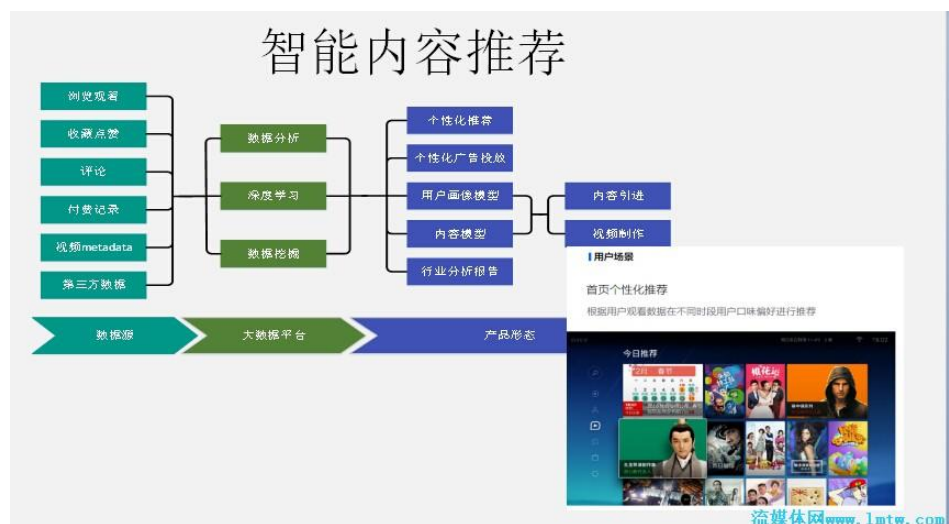 智能内容推荐
浏览观看
收藏点赞
评论
付费记录
视频metadata
第三方数据
数据分析
深度学习
数据挖掘
个性化推荐
个性化广告投放
用户画像模型
内容模型
行业分析报告
内容引进
视频制作
数据源
大数据平台
产品形态
用户场景
首页个性化推荐
根据用户观看数据在不同时段用户口味偏好进行推荐
今日推荐
2月 春节
桃花运
流媒体网www.lmtw.com